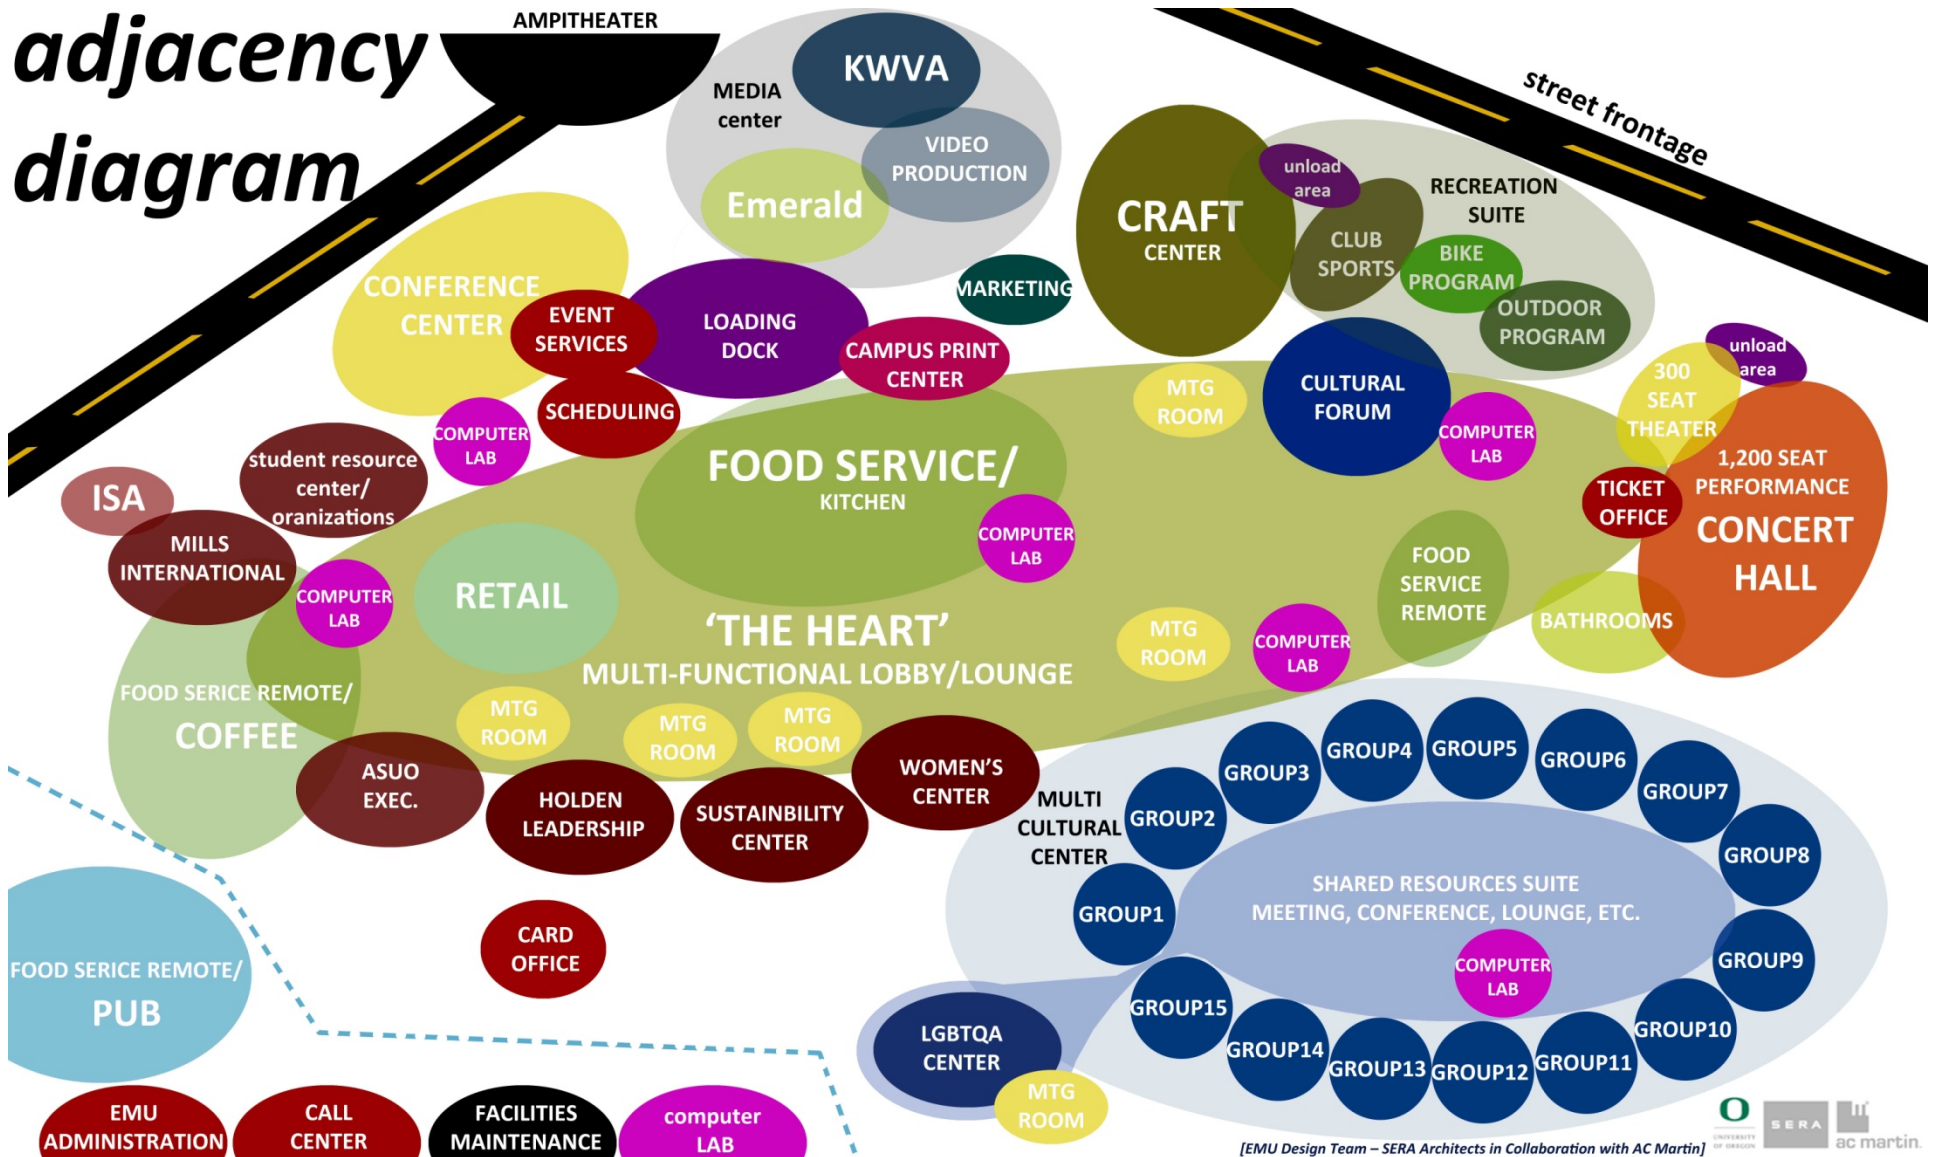 adjacency
diagram
AMPITHEATER
KWVA
MEDIA
center
VIDEO
PRODUCTION
Emerald
street frontage
CRAFT
CENTER
unload
area
RECREATION
SUITE
CLUB
SPORTS
BIKE
PROGRAM
OUTDOOR
PROGRAM
CONFERENCE
CENTER
EVENT
SERVICES
LOADING
DOCK
MARKETING
CAMPUS PRINT
CENTER
SCHEDULING
COMPUTER
LAB
MTG
ROOM
CULTURAL
FORUM
COMPUTER
LAB
300
SEAT
THEATER
unload
area
1,200 SEAT
PERFORMANCE
CONCERT
HALL
TICKET
OFFICE
student resource
center/
oranizations
ISA
MILLS
INTERNATIONAL
COMPUTER
LAB
RETAIL
FOOD SERVICE/
KITCHEN
COMPUTER
LAB
FOOD
SERVICE
REMOTE
BATHROOMS
'THE HEART'
MULTI-FUNCTIONAL LOBBY/LOUNGE
MTG
ROOM
COMPUTER
LAB
FOOD SERICE REMOTE/
COFFEE
MTG
ROOM
MTG
ROOM
MTG
ROOM
ASUO
EXEC.
HOLDEN
LEADERSHIP
SUSTAINBILITY
CENTER
WOMEN'S
CENTER
MULTI
CULTURAL
CENTER
GROUP1
GROUP2
GROUP3
GROUP4
GROUP5
GROUP6
GROUP7
GROUP8
GROUP9
GROUP10
GROUP11
GROUP12
GROUP13
GROUP14
GROUP15
SHARED RESOURCES SUITE
MEETING, CONFERENCE, LOUNGE, ETC.
COMPUTER
LAB
LGBTQA
CENTER
MTG
ROOM
CARD
OFFICE
FOOD SERICE REMOTE/
PUB
EMU
ADMINISTRATION
CALL
CENTER
FACILITIES
MAINTENANCE
computer
LAB
[EMU Design Team – SERA Architects in Collaboration with AC Martin]
O
UNIVERSITY
OF OREGON
SERA
ac martin.